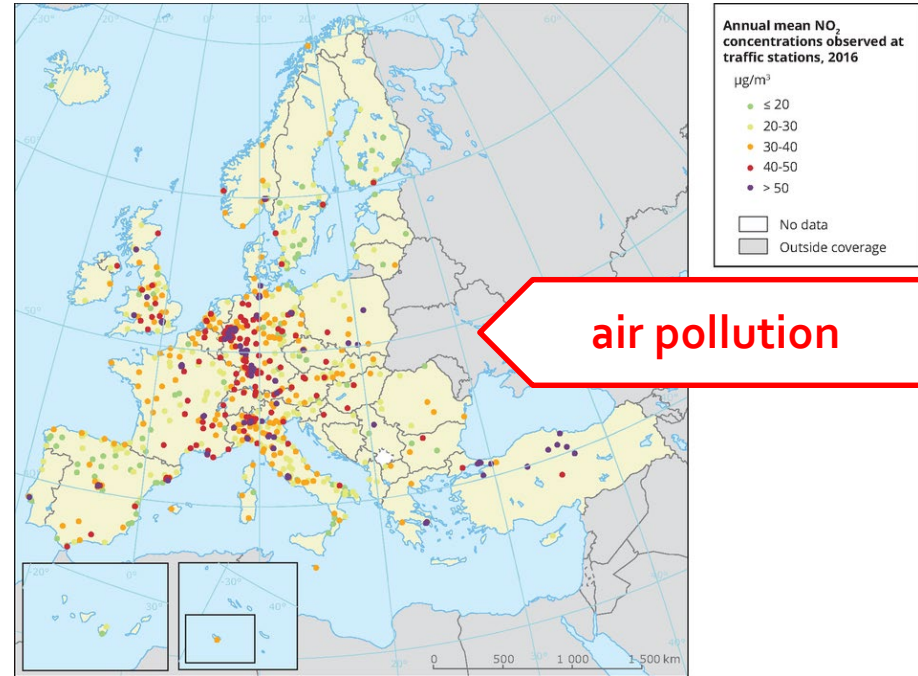 Annual mean NO₂
concentrations observed at
traffic stations, 2016
µg/m³
≤ 20
20-30
30-40
40-50
> 50
No data
Outside coverage
air pollution
0 500 1 000 1 500 km